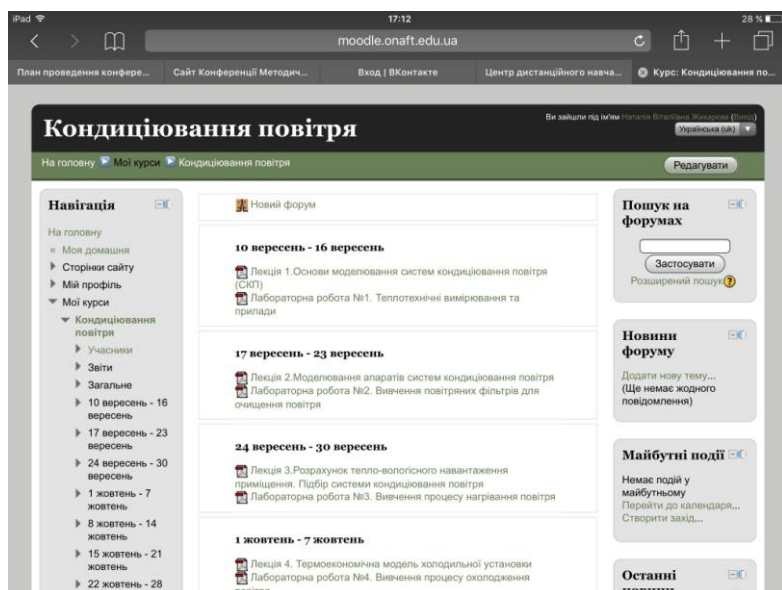 iPad
17:12
28 %
moodle.onaft.edu.ua
План проведення конфере...
Сайт Конференції Методич...
Вход | ВКонтакте
Центр дистанційного навча...
Курс: Кондиціювання по...
Кондиціювання повітря
Ви зайшли під ім'ям Наталія Віталіївна Жихарєва (Вихід)
Українська (uk)
На головну Мої курси Кондиціювання повітря
Редагувати
Навігація
На головну
Моя домашня
Сторінки сайту
Мій профіль
Мої курси
Кондиціювання
повітря
Учасники
Звіти
Загальне
10 вересень - 16
вересень
17 вересень - 23
вересень
24 вересень - 30
вересень
1 жовтень - 7
жовтень
8 жовтень - 14
жовтень
15 жовтень - 21
жовтень
22 жовтень - 28
Новий форум
10 вересень - 16 вересень
Лекція 1.Основи моделювання систем кондиціювання повітря
(СКП)
Лабораторна робота №1. Теплотехнічні вимірювання та
прилади
17 вересень - 23 вересень
Лекція 2.Моделювання апаратів систем кондиціювання повітря
Лабораторна робота №2. Вивчення повітряних фільтрів для
очищення повітря
24 вересень - 30 вересень
Лекція 3.Розрахунок тепло-вологісного навантаження
приміщення. Підбір системи кондиціювання повітря
Лабораторна робота №3. Вивчення процесу нагрівання повітря
1 жовтень - 7 жовтень
Лекція 4. Термоекономічна модель холодильної установки
Лабораторна робота №4. Вивчення процесу охолодження
Пошук на
форумах
Застосувати
Розширений пошук
Новини
форуму
Додати нову тему...
(Ще немає жодного
повідомлення)
Майбутні події
Немає подій у
майбутньому
Перейти до календаря...
Створити захід...
Останні
новини